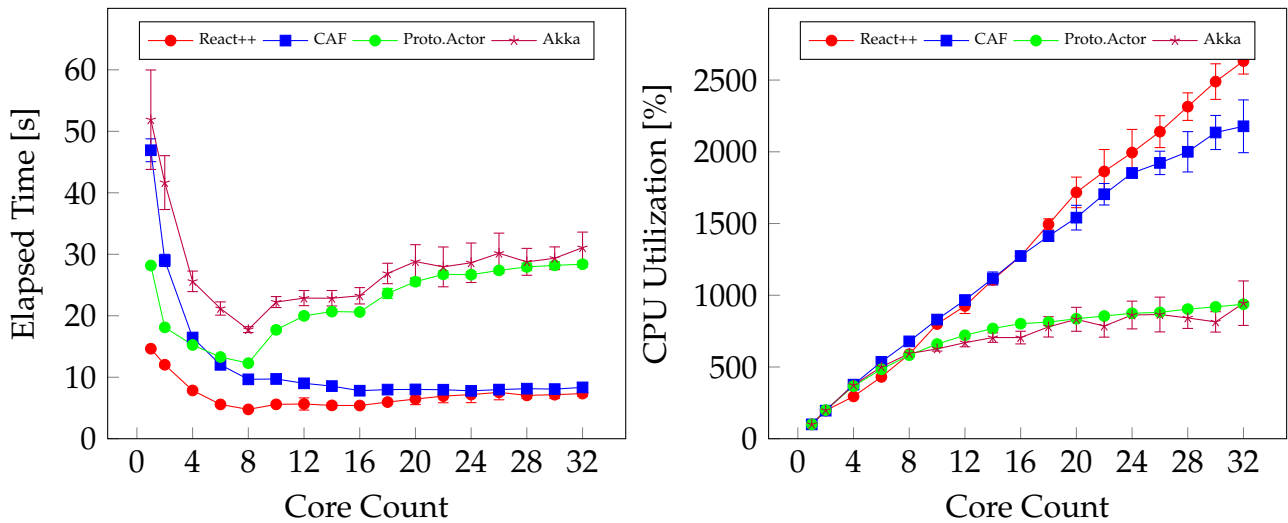 React++ CAF Proto.Actor Akka
Elapsed Time [s]
60
50
40
30
20
10
0
0 4 8 12 16 20 24 28 32
Core Count
React++ CAF Proto.Actor Akka
CPU Utilization [%]
2500
2000
1500
1000
500
0
0 4 8 12 16 20 24 28 32
Core Count